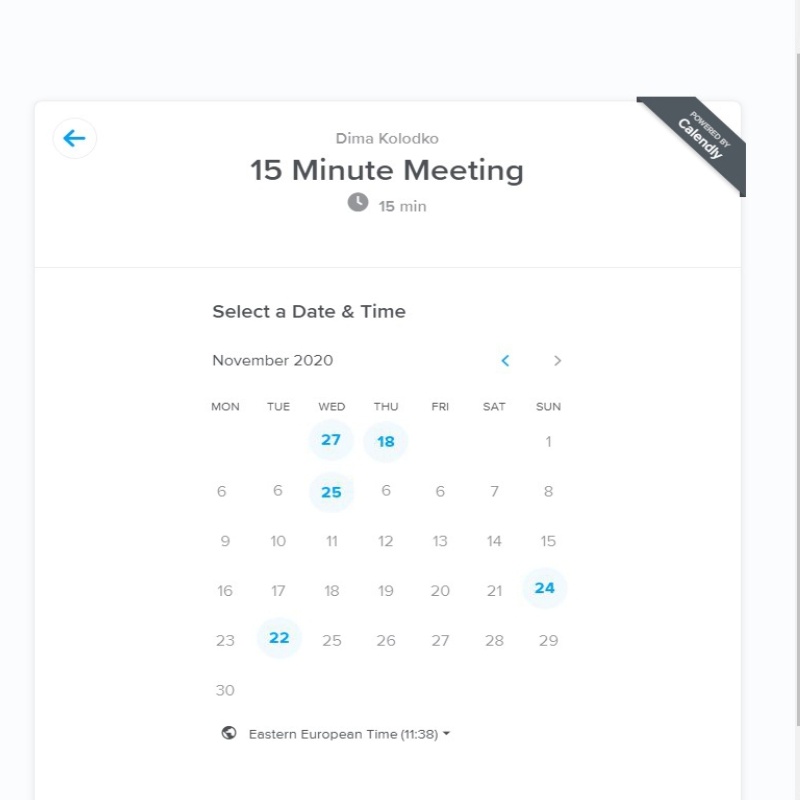 POWERED BY
Calendly
Dima Kolodko
15 Minute Meeting
15 min
Select a Date & Time
November 2020
MON TUE WED THU FRI SAT SUN
27 18 1
6 6 25 6 6 7 8
9 10 11 12 13 14 15
16 17 18 19 20 21 24
23 22 25 26 27 28 29
30
Eastern European Time (11:38)